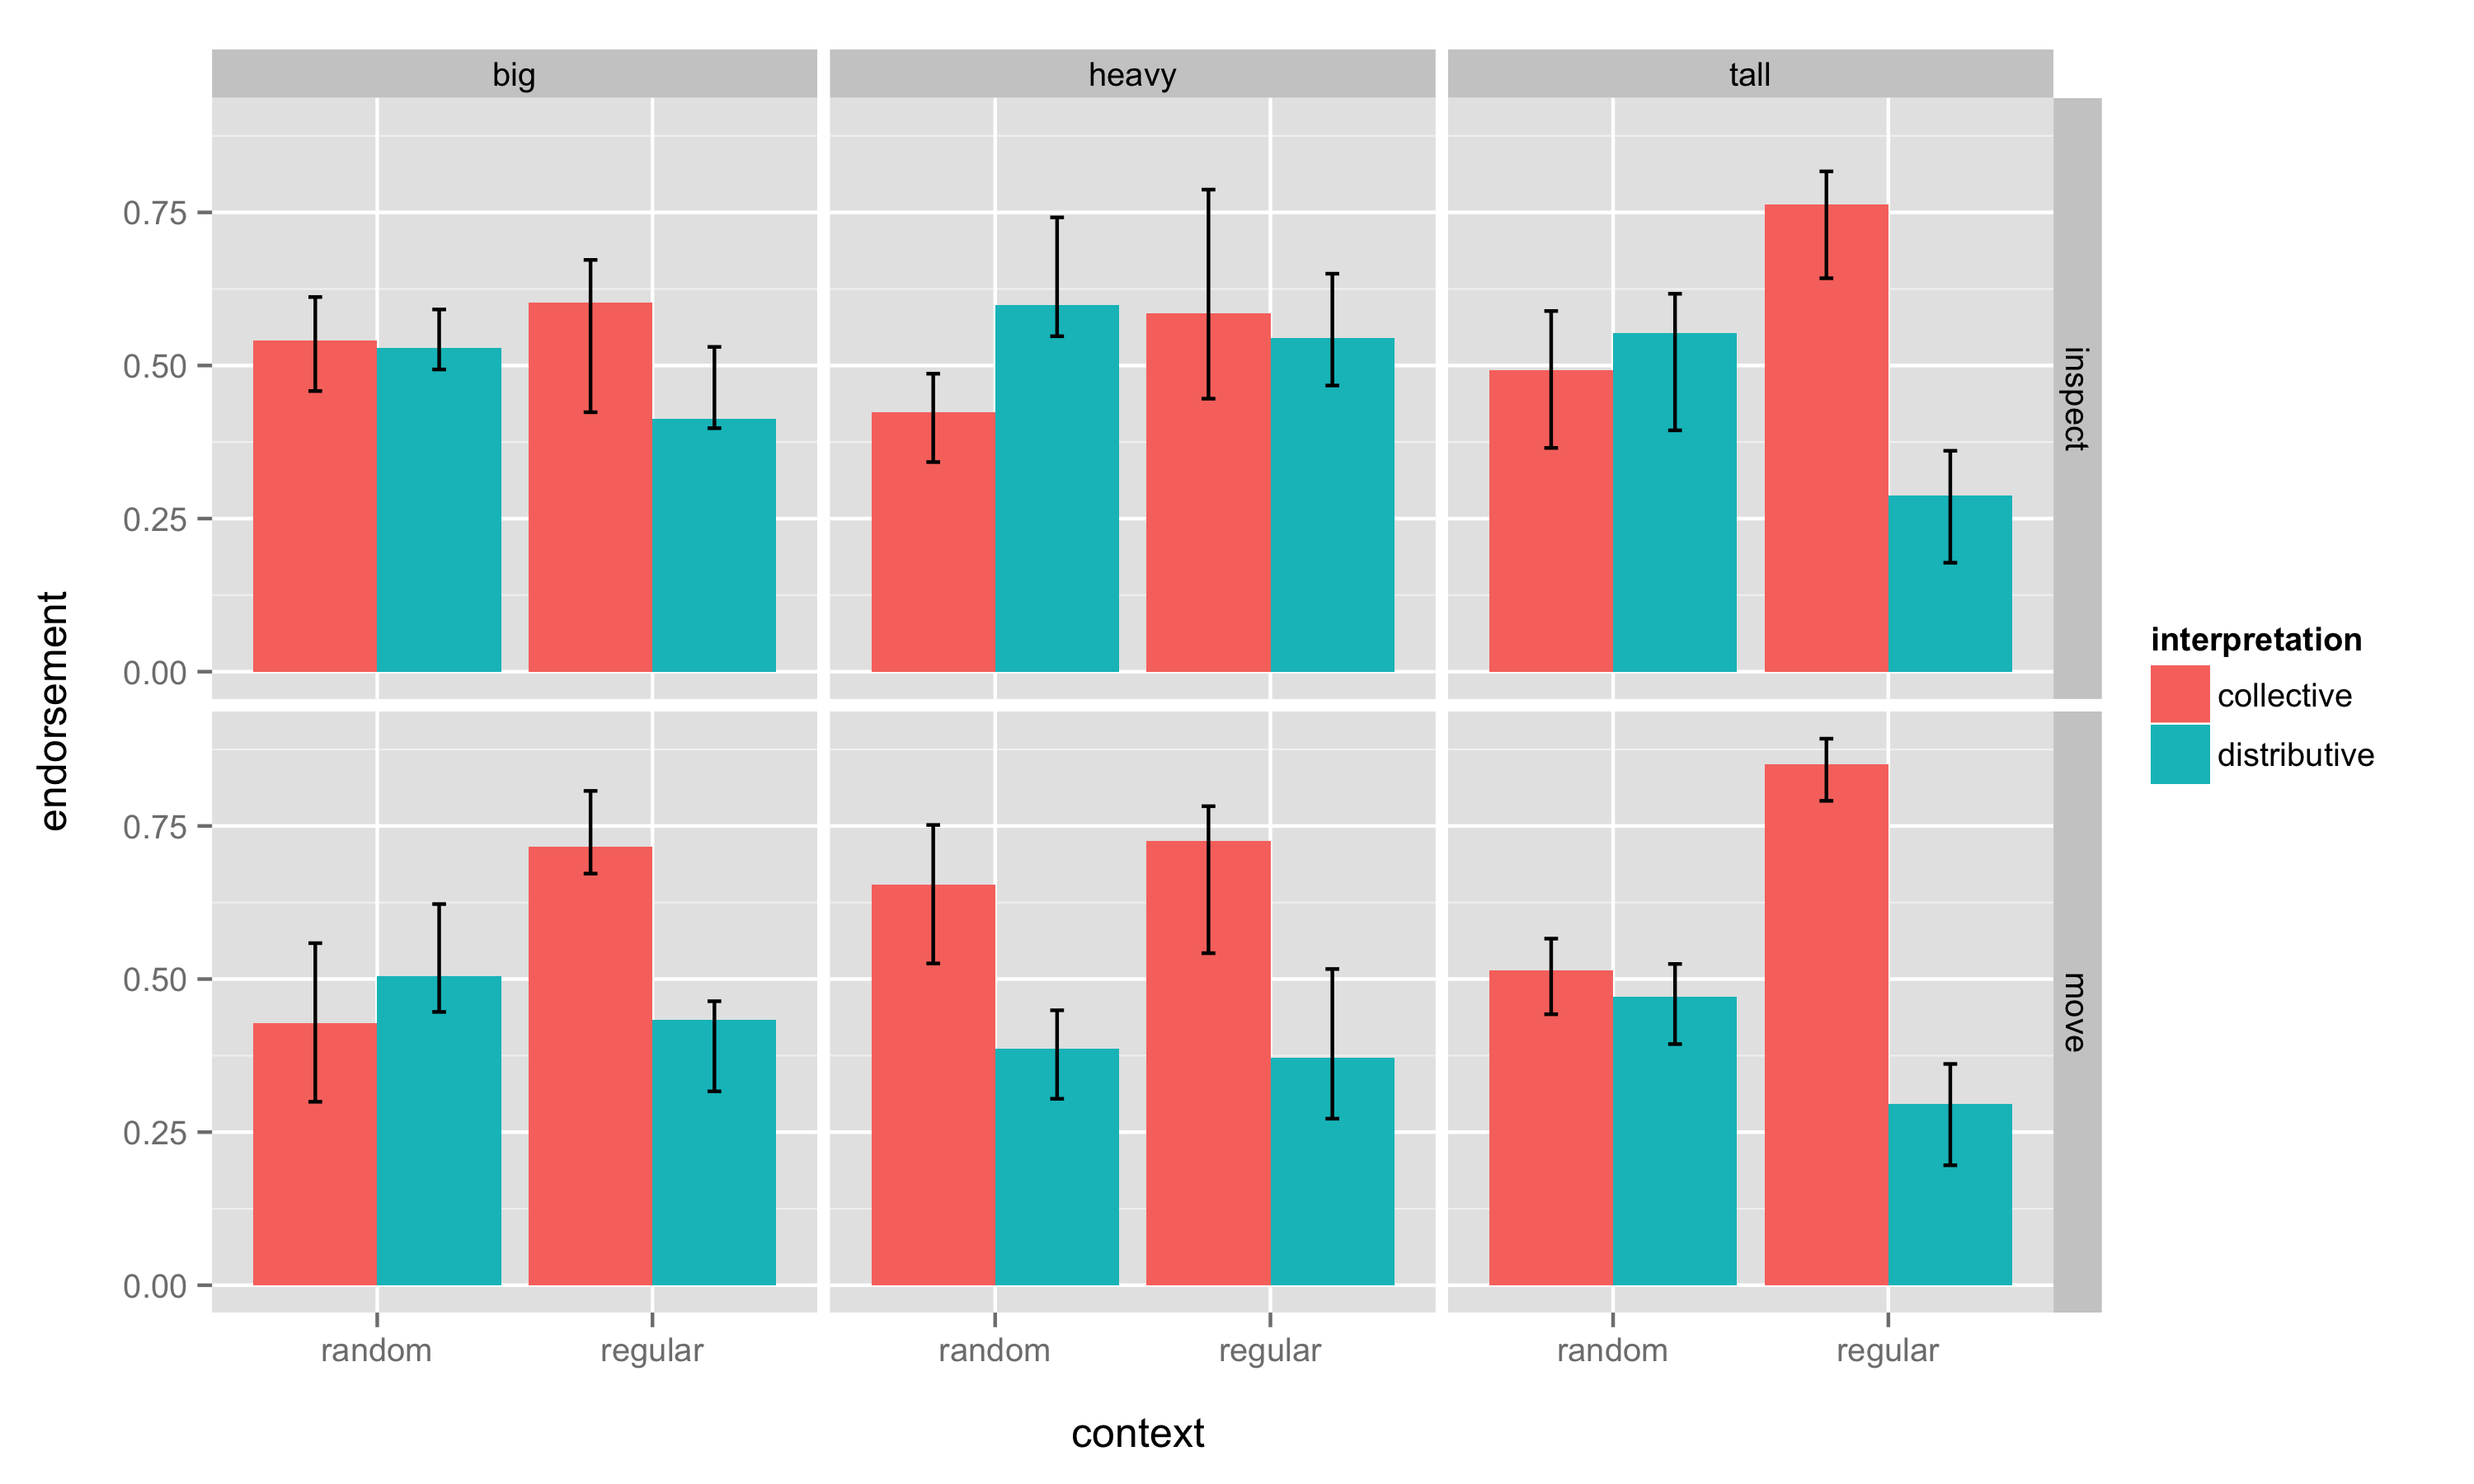 big
heavy
tall
0.75
0.50
0.25
0.00
inspect
0.75
0.50
0.25
0.00
move
endorsement
random
regular
random
regular
random
regular
context
interpretation
collective
distributive